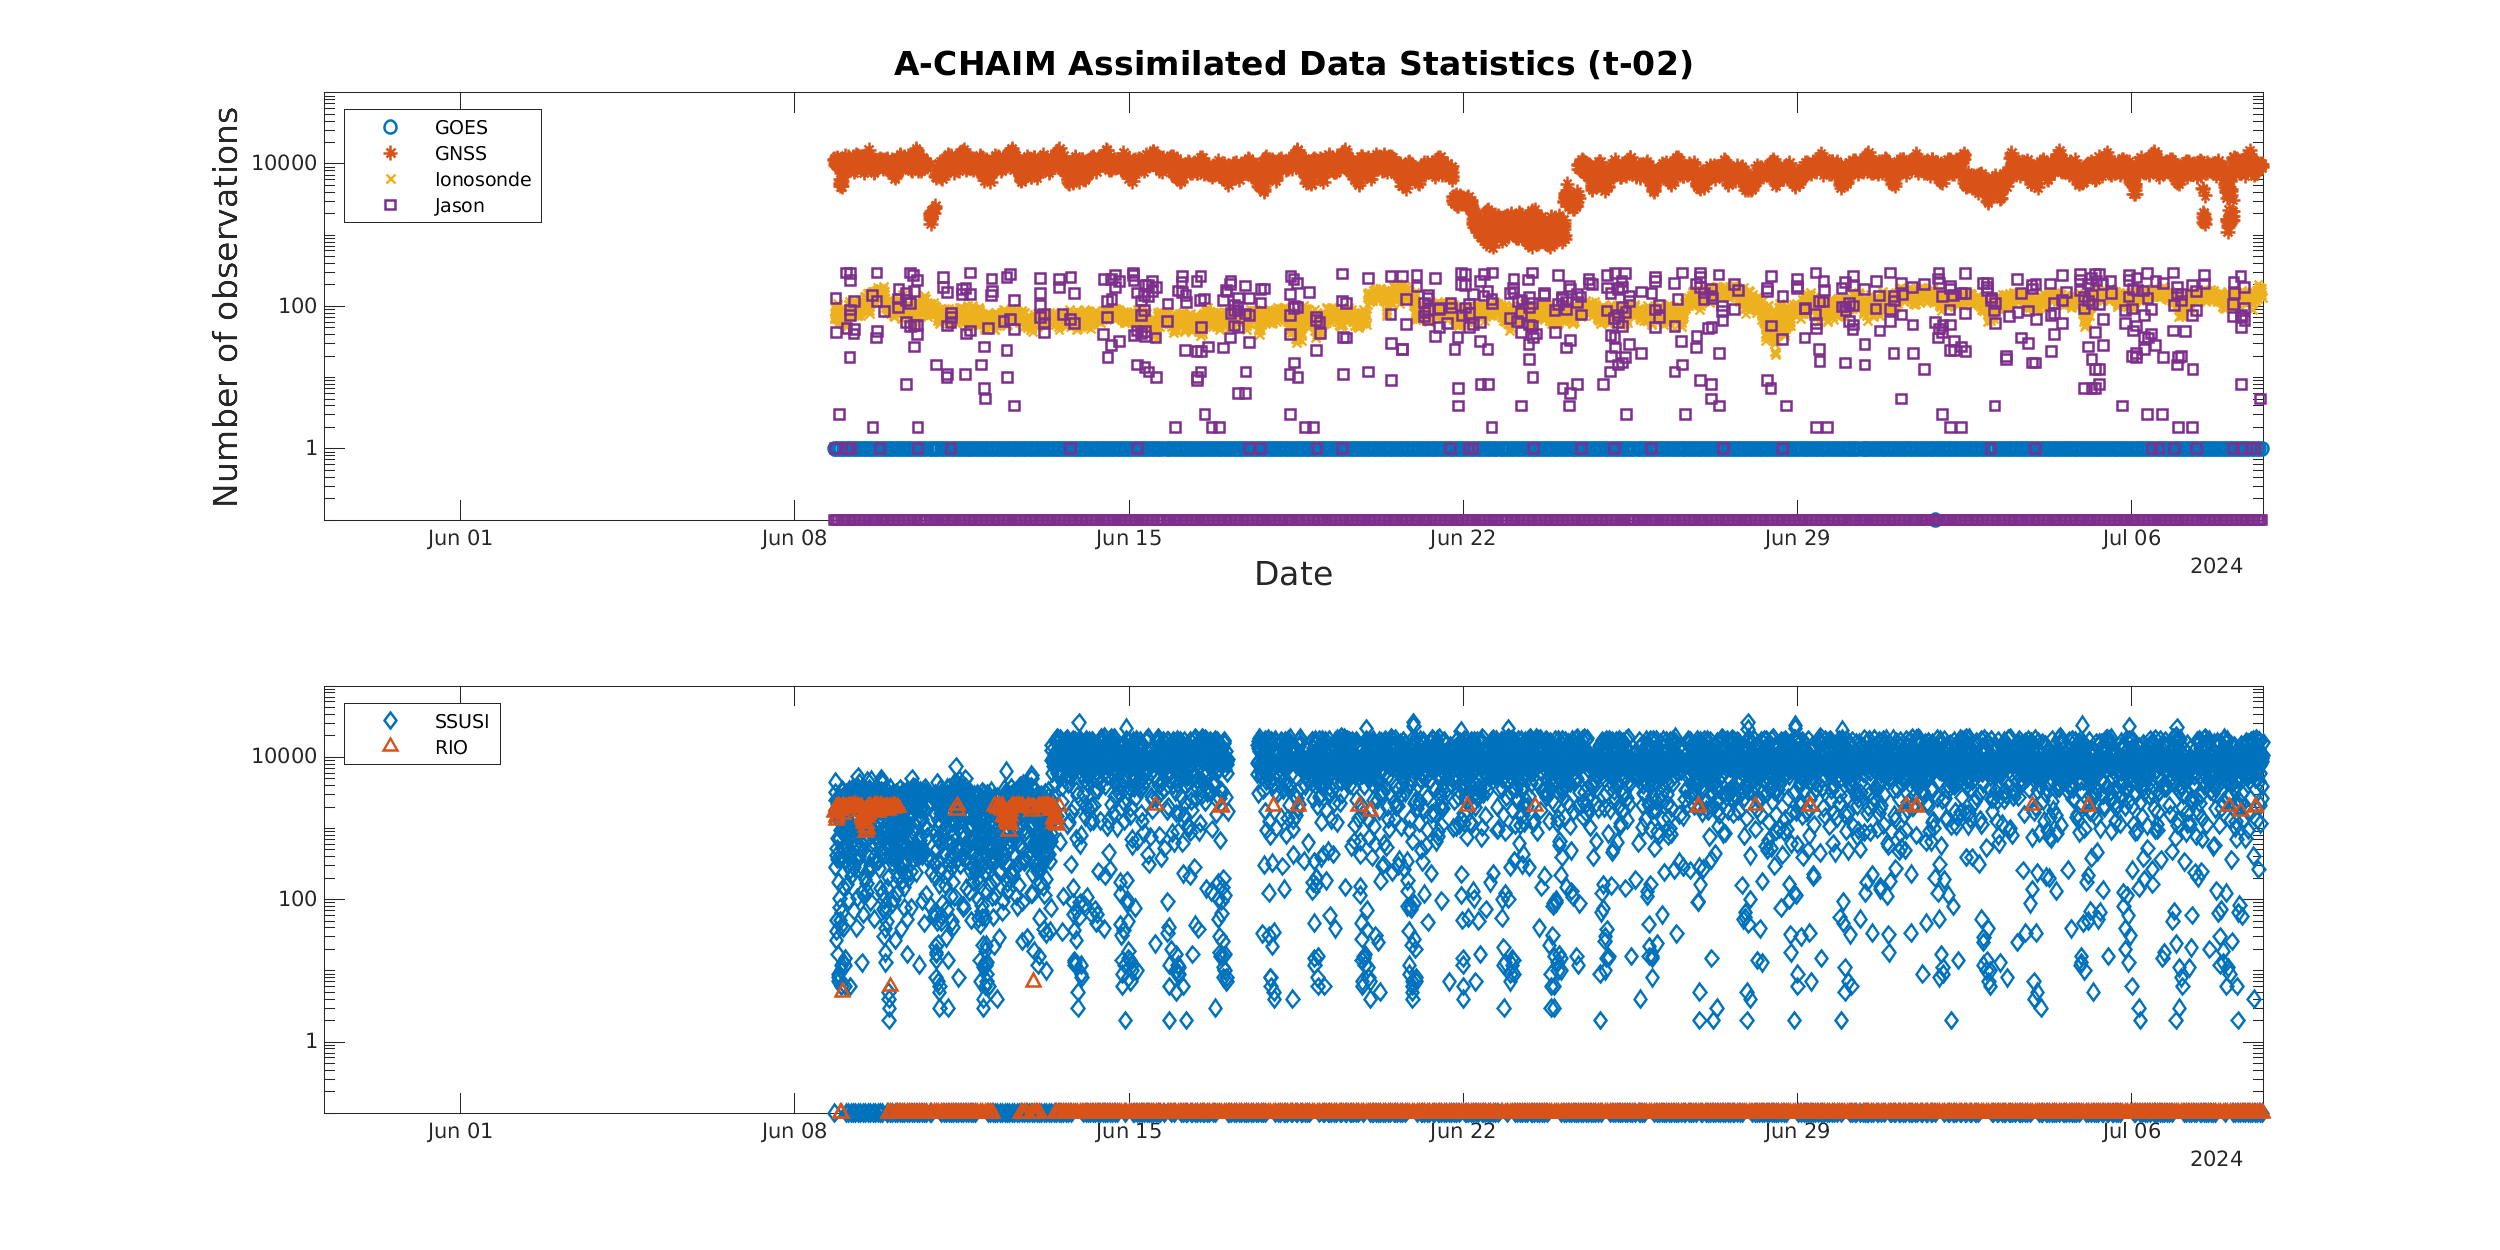 A-CHAIM Assimilated Data Statistics (t-02)
Number of observations
10000
100
1
GOES
GNSS
Ionosonde
Jason
Jun 01
Jun 08
Jun 15
Jun 22
Jun 29
Jul 06
2024
Date
10000
100
1
SSUSI
RIO
Jun 01
Jun 08
Jun 15
Jun 22
Jun 29
Jul 06
2024